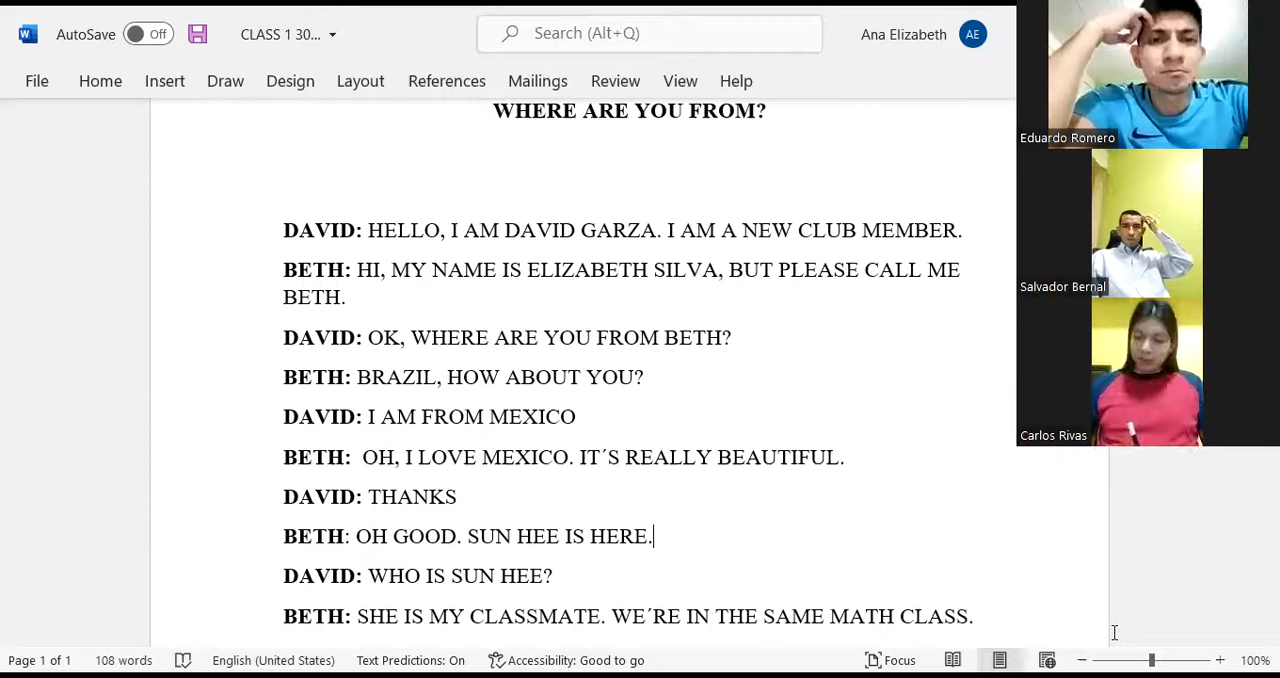 AutoSave Off CLASS 1 30... Search (Alt+Q) Ana Elizabeth AE
File Home Insert Draw Design Layout References Mailings Review View Help
WHERE ARE YOU FROM?
DAVID: HELLO, I AM DAVID GARZA. I AM A NEW CLUB MEMBER.
BETH: HI, MY NAME IS ELIZABETH SILVA, BUT PLEASE CALL ME
BETH.
DAVID: OK, WHERE ARE YOU FROM BETH?
BETH: BRAZIL, HOW ABOUT YOU?
DAVID: I AM FROM MEXICO
BETH: OH, I LOVE MEXICO. IT´S REALLY BEAUTIFUL.
DAVID: THANKS
BETH: OH GOOD. SUN HEE IS HERE.
DAVID: WHO IS SUN HEE?
BETH: SHE IS MY CLASSMATE. WE´RE IN THE SAME MATH CLASS.
Eduardo Romero
Salvador Bernal
Carlos Rivas
Page 1 of 1 108 words English (United States) Text Predictions: On Accessibility: Good to go Focus 100%